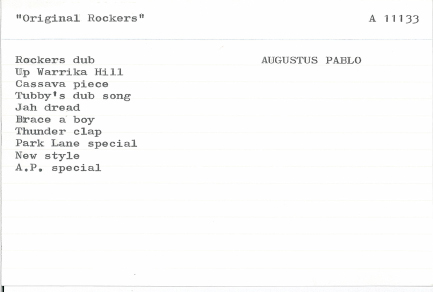 "Original Rockers" A 11133
Rockers dub AUGUSTUS PABLO
Up Warrika Hill
Cassava piece
Tubby's dub song
Jah dread
Brace a boy
Thunder clap
Park Lane special
New style
A.P. special